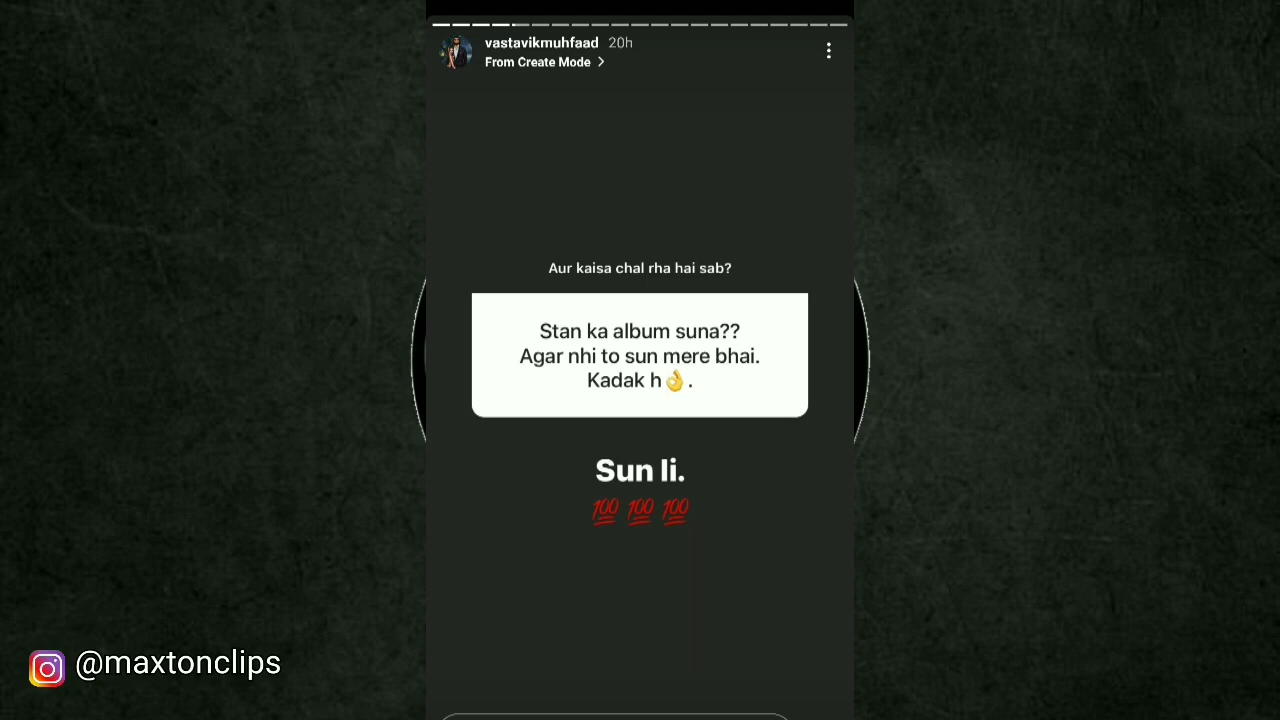 vastavikmuhfaad 20h
From Create Mode
Aur kaisa chal rha hai sab?
Stan ka album suna??
Agar nhi to sun mere bhai.
Kadak h👌.
Sun li.
💯 💯 💯
@maxtonclips